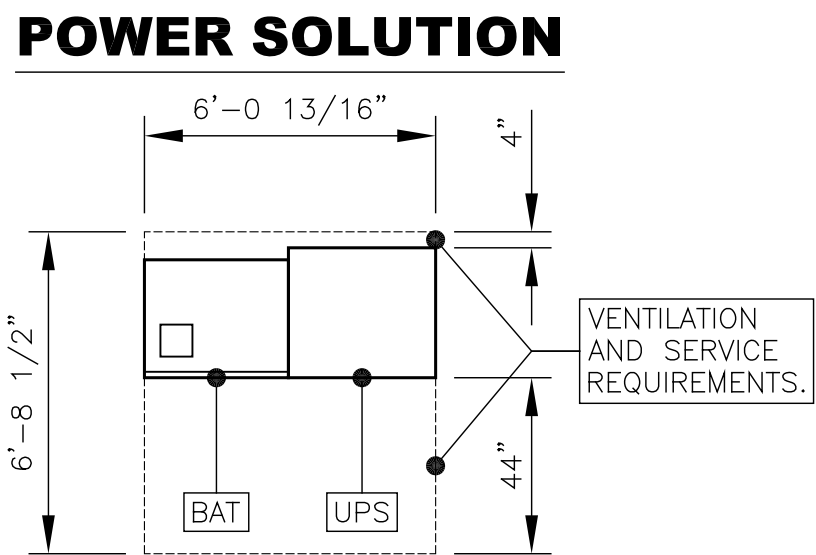 POWER SOLUTION
6'-0 13/16"
4"
6'-8 1/2"
VENTILATION
AND SERVICE
REQUIREMENTS.
44"
BAT
UPS